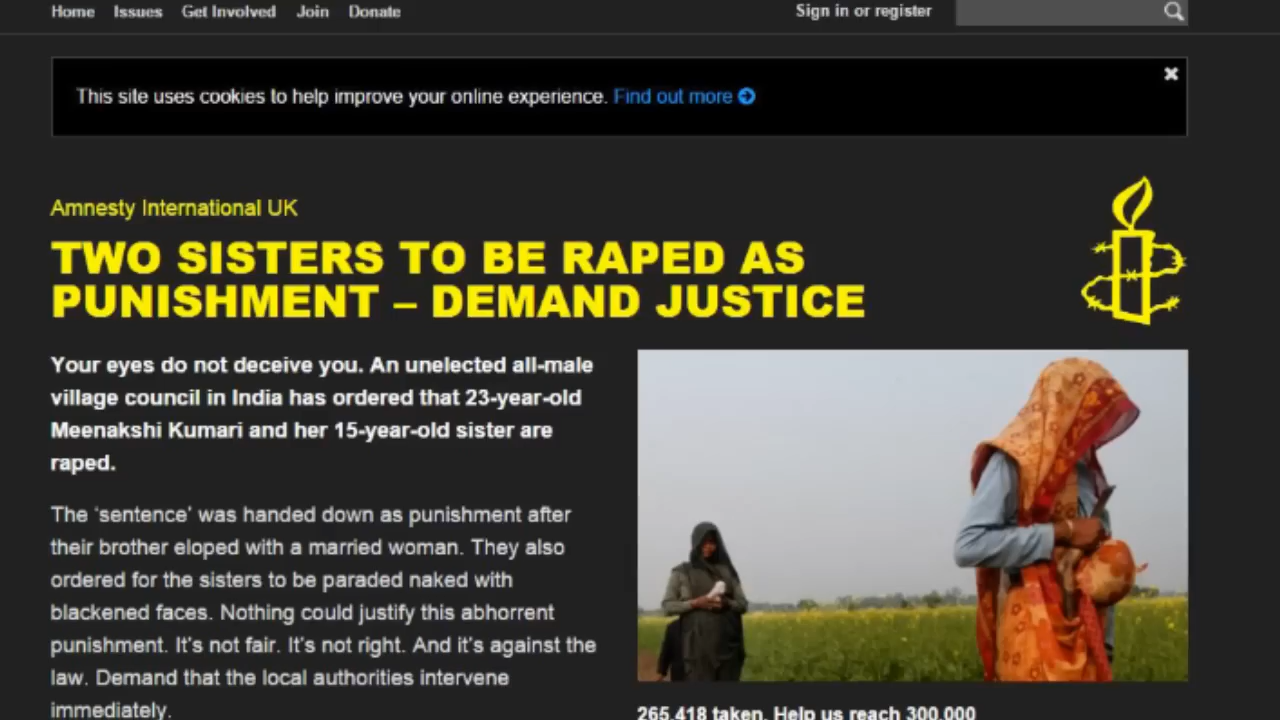 Home Issues Get Involved Join Donate Sign in or register
This site uses cookies to help improve your online experience. Find out more
Amnesty International UK
TWO SISTERS TO BE RAPED AS
PUNISHMENT – DEMAND JUSTICE
Your eyes do not deceive you. An unelected all-male
village council in India has ordered that 23-year-old
Meenakshi Kumari and her 15-year-old sister are
raped.
The ‘sentence’ was handed down as punishment after
their brother eloped with a married woman. They also
ordered for the sisters to be paraded naked with
blackened faces. Nothing could justify this abhorrent
punishment. It’s not fair. It’s not right. And it’s against the
law. Demand that the local authorities intervene
immediately.
265,418 taken. Help us reach 300,000